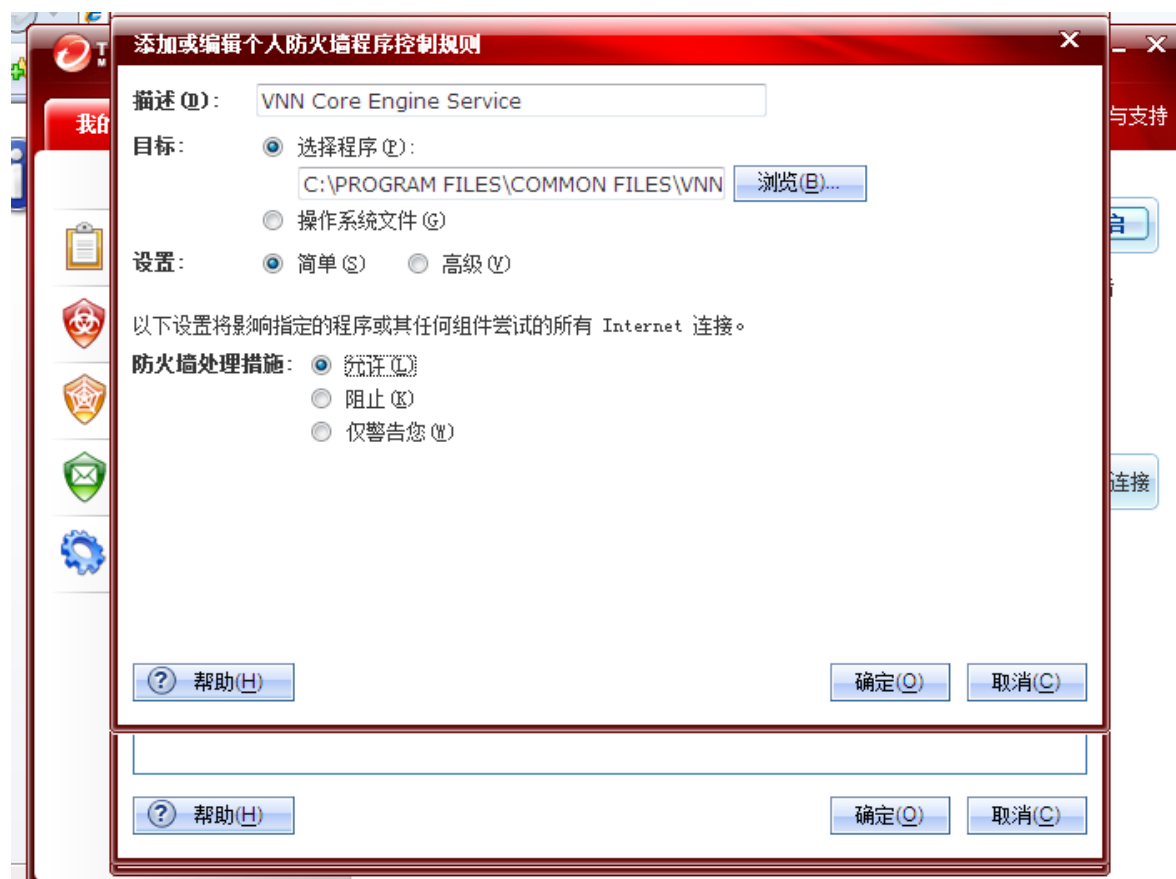 添加或编辑个人防火墙程序控制规则
我的
与支持
描述(D): VNN Core Engine Service
目标: 选择程序(P):
C:\PROGRAM FILES\COMMON FILES\VNN 浏览(B)...
操作系统文件(G)
设置: 简单(S) 高级(V)
以下设置将影响指定的程序或其任何组件尝试的所有 Internet 连接。
防火墙处理措施: 允许(L)
阻止(K)
仅警告您(W)
连接
帮助(H) 确定(O) 取消(C)
帮助(H) 确定(O) 取消(C)